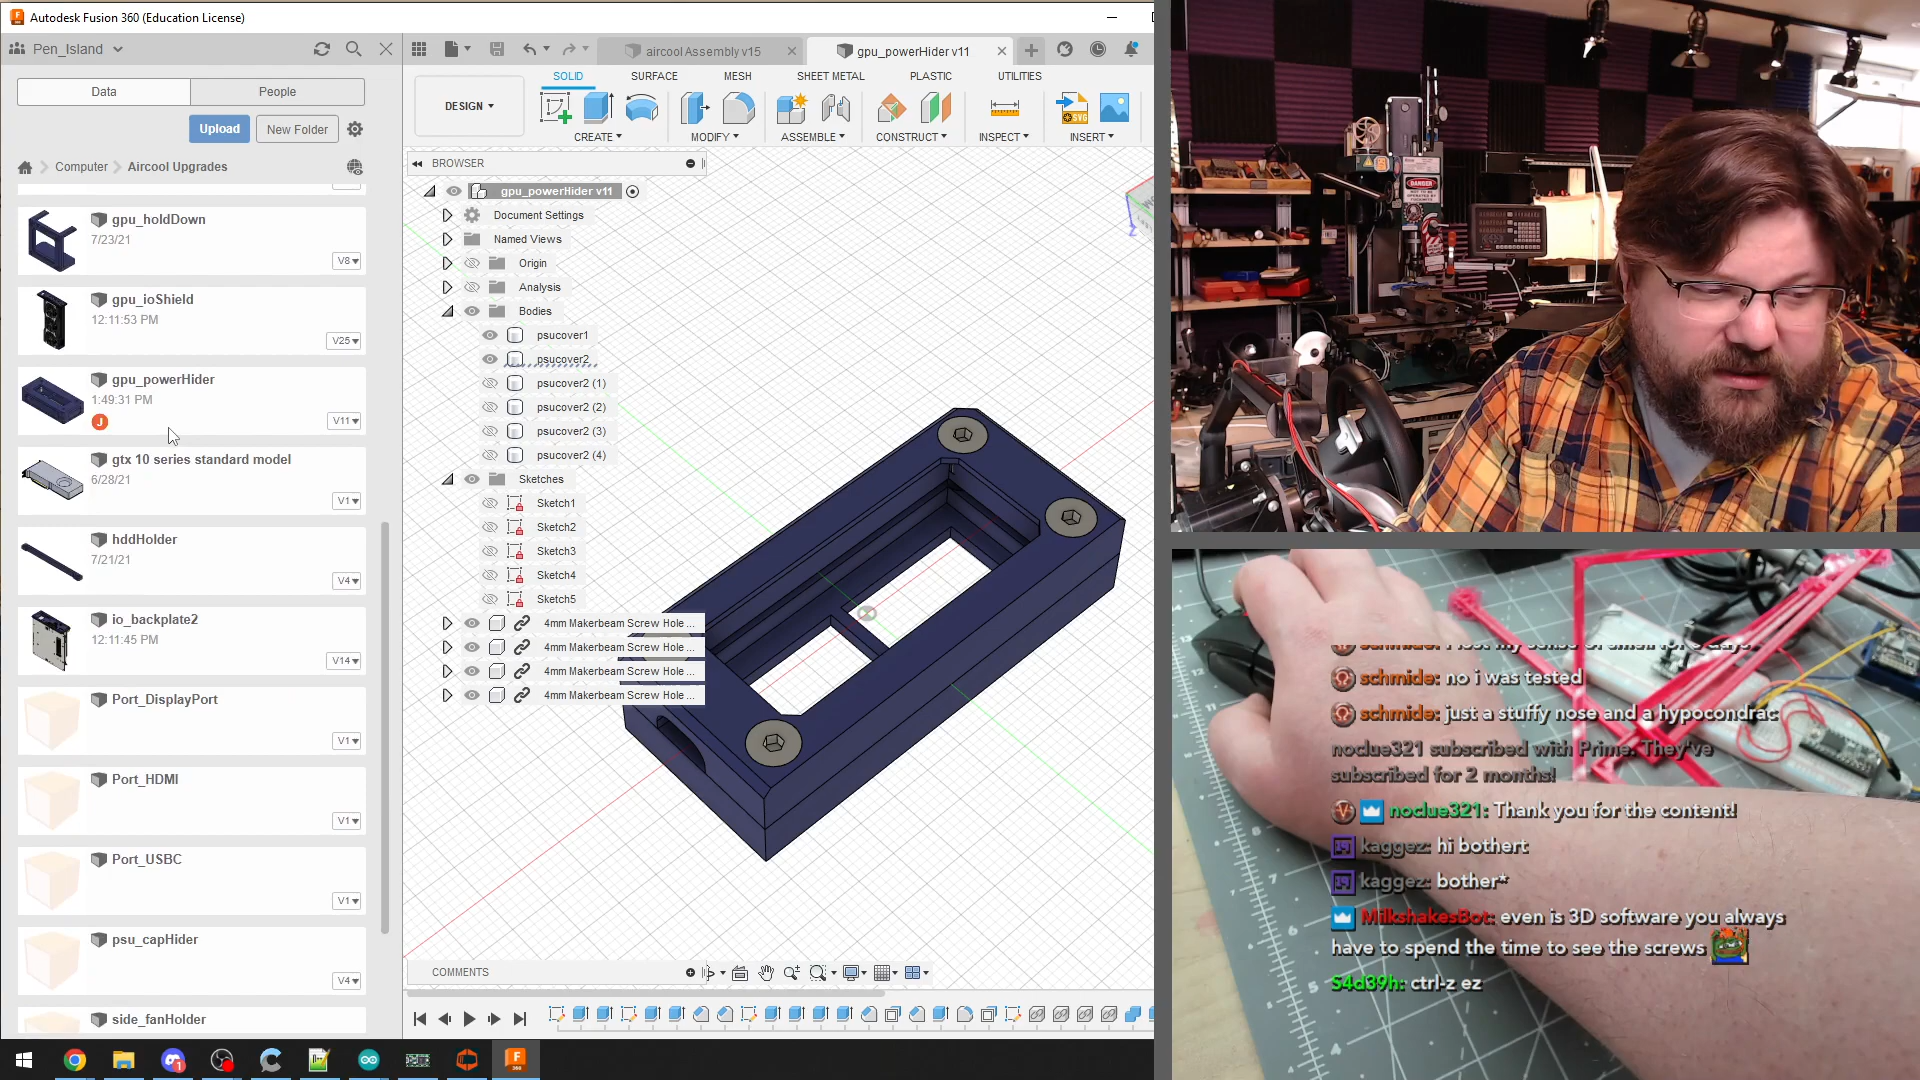 Autodesk Fusion 360 (Education License)
Pen_Island
aircool Assembly v15
gpu_powerHider v11
Data
People
Upload
New Folder
Computer
Aircool Upgrades
DESIGN
SOLID
SURFACE
MESH
SHEET METAL
PLASTIC
UTILITIES
CREATE
MODIFY
ASSEMBLE
CONSTRUCT
INSPECT
INSERT
SVG
gpu_holdDown
7/23/21
V8
gpu_ioShield
12:11:53 PM
V25
gpu_powerHider
1:49:31 PM
J
V11
gtx 10 series standard model
6/28/21
V1
hddHolder
7/21/21
V4
io_backplate2
12:11:45 PM
V14
Port_DisplayPort
V1
Port_HDMI
V1
Port_USBC
V1
psu_capHider
V4
side_fanHolder
BROWSER
gpu_powerHider v11
Document Settings
Named Views
Origin
Analysis
Bodies
psucover1
psucover2
psucover2 (1)
psucover2 (2)
psucover2 (3)
psucover2 (4)
Sketches
Sketch1
Sketch2
Sketch3
Sketch4
Sketch5
4mm Makerbeam Screw Hole ...
4mm Makerbeam Screw Hole ...
4mm Makerbeam Screw Hole ...
4mm Makerbeam Screw Hole ...
COMMENTS
DANGER
schmide: no i was tested
schmide: just a stuffy nose and a hypocondrac
noclue321 subscribed with Prime. They've
subscribed for 2 months!
noclue321: Thank you for the content!
kaggez: hi bothert
kaggez: bother*
MilkshakesBot: even is 3D software you always
have to spend the time to see the screws
S4d39h: ctrl-z ez